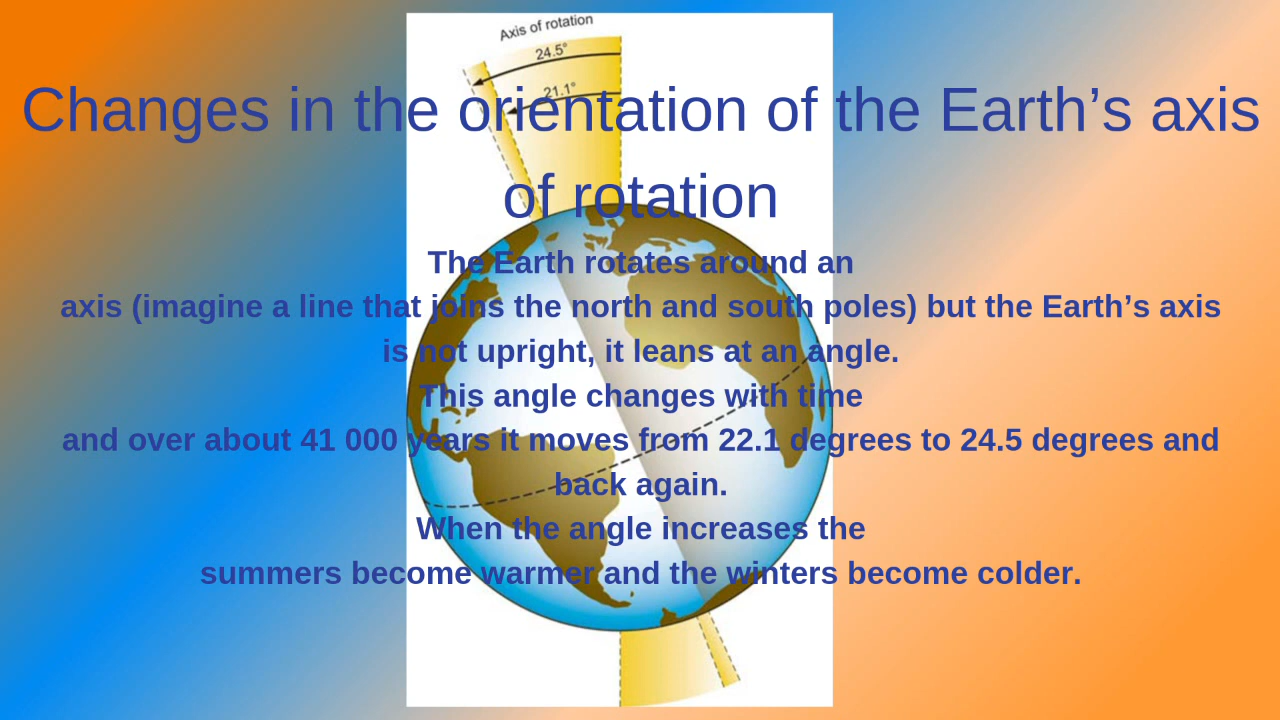 Axis of rotation
24.5°
21.1°
Changes in the orientation of the Earth’s axis
of rotation
The Earth rotates around an
axis (imagine a line that joins the north and south poles) but the Earth’s axis
is not upright, it leans at an angle.
This angle changes with time
and over about 41 000 years it moves from 22.1 degrees to 24.5 degrees and
back again.
When the angle increases the
summers become warmer and the winters become colder.